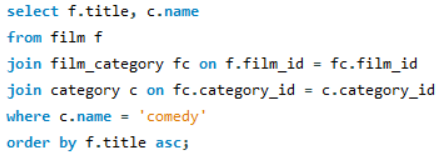 select f.title, c.name
from film f
join film_category fc on f.film_id = fc.film_id
join category c on fc.category_id = c.category_id
where c.name = 'comedy'
order by f.title asc;